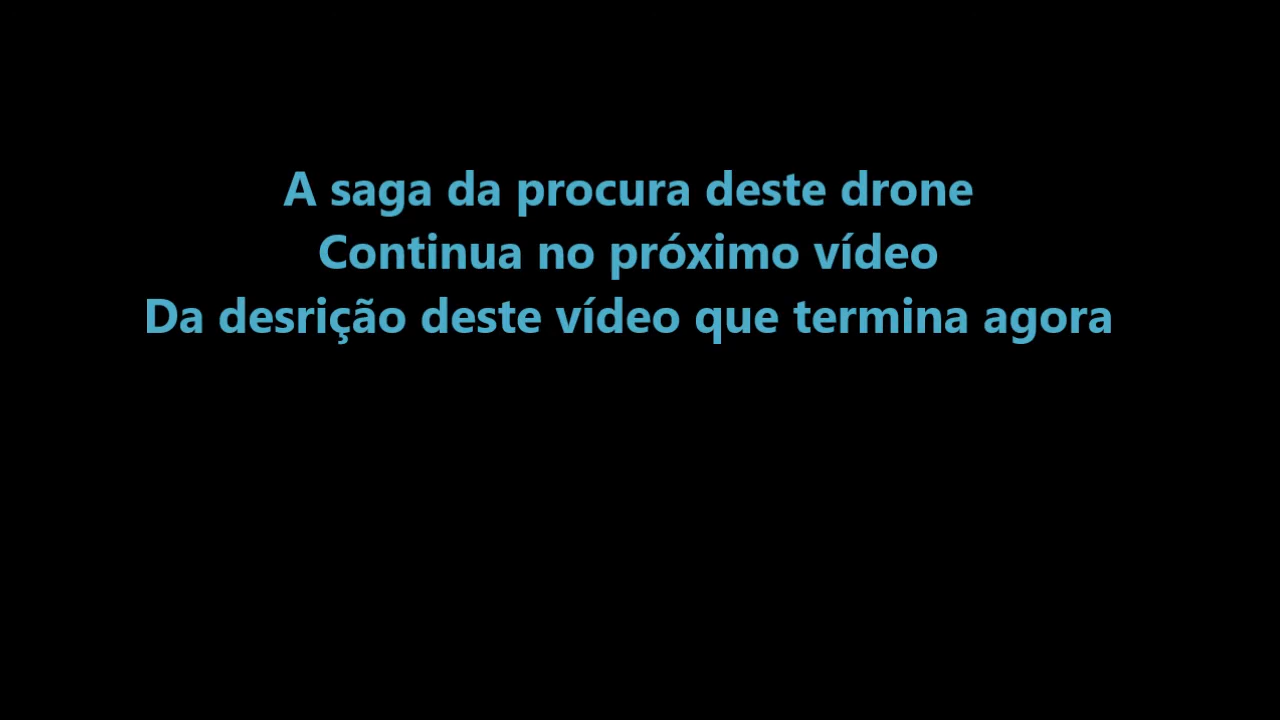 A saga da procura deste drone
Continua no próximo vídeo
Da desrição deste vídeo que termina agora